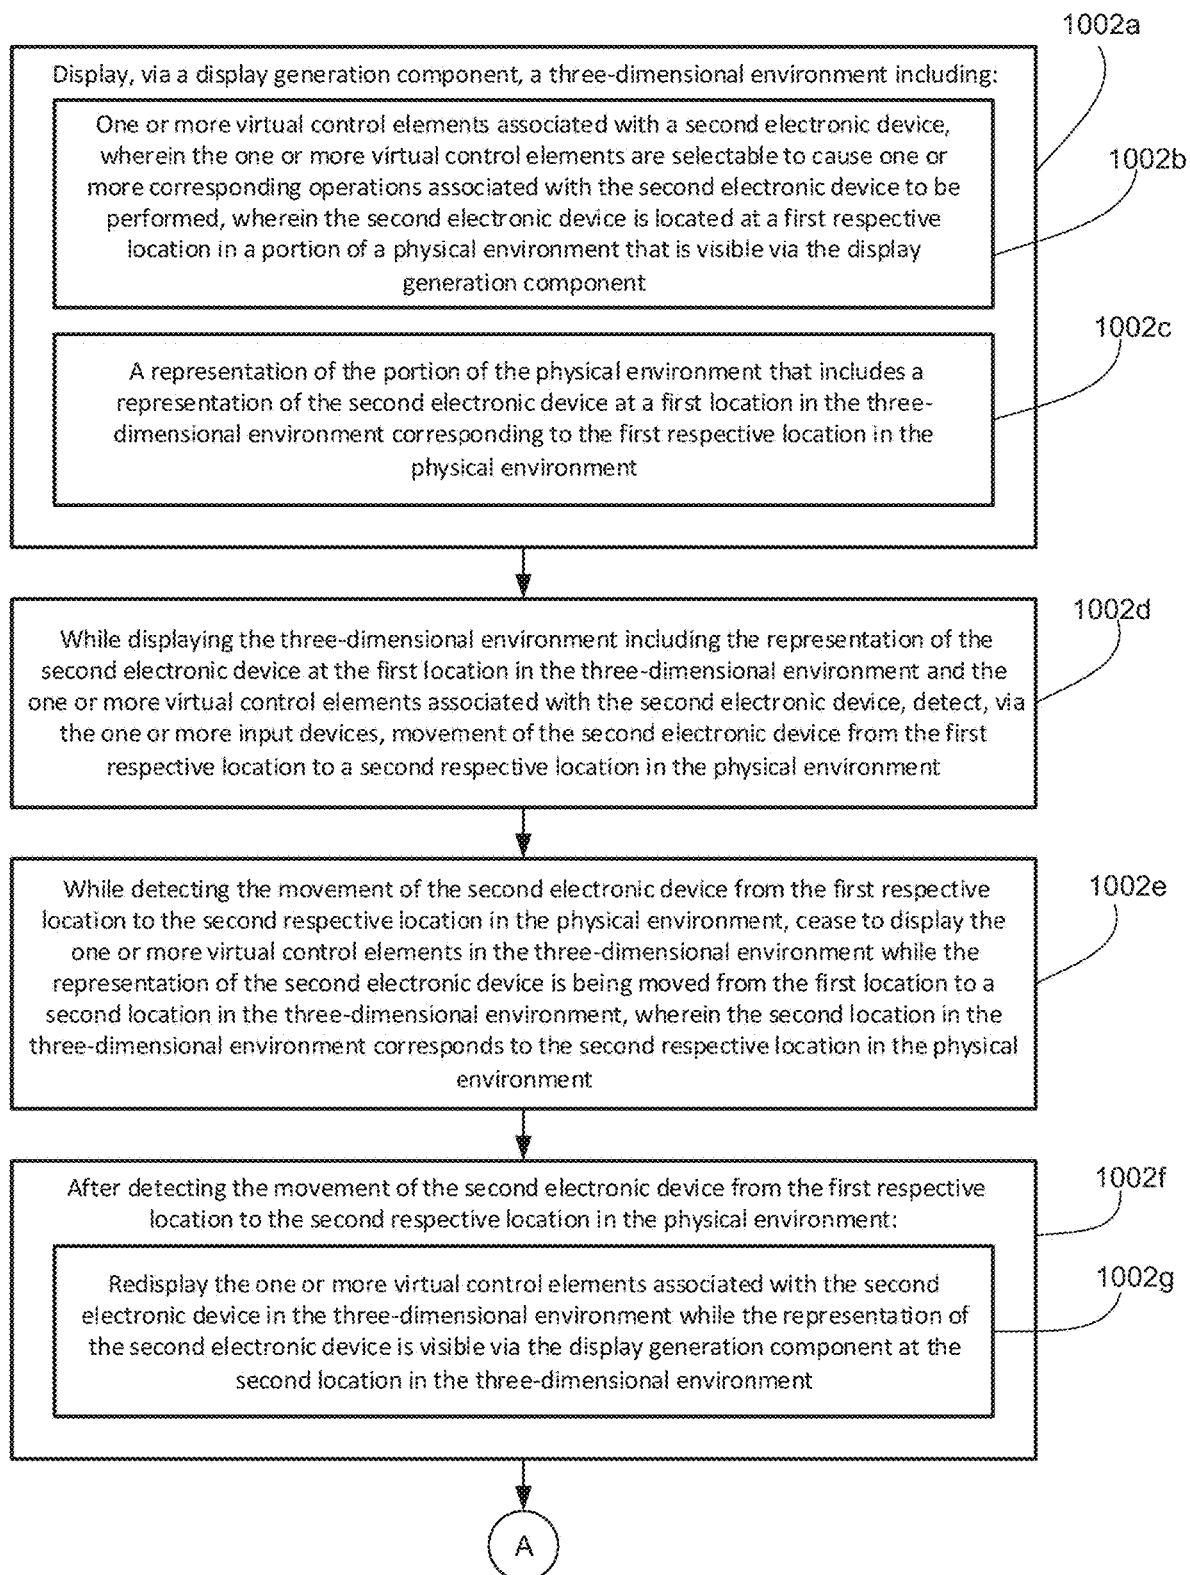 1002a
Display, via a display generation component, a three-dimensional environment including:
One or more virtual control elements associated with a second electronic device,
wherein the one or more virtual control elements are selectable to cause one or
more corresponding operations associated with the second electronic device to be
performed, wherein the second electronic device is located at a first respective
location in a portion of a physical environment that is visible via the display
generation component
1002b
1002c
A representation of the portion of the physical environment that includes a
representation of the second electronic device at a first location in the three-
dimensional environment corresponding to the first respective location in the
physical environment
1002d
While displaying the three-dimensional environment including the representation of the
second electronic device at the first location in the three-dimensional environment and the
one or more virtual control elements associated with the second electronic device, detect, via
the one or more input devices, movement of the second electronic device from the first
respective location to a second respective location in the physical environment
1002e
While detecting the movement of the second electronic device from the first respective
location to the second respective location in the physical environment, cease to display the
one or more virtual control elements in the three-dimensional environment while the
representation of the second electronic device is being moved from the first location to a
second location in the three-dimensional environment, wherein the second location in the
three-dimensional environment corresponds to the second respective location in the physical
environment
1002f
After detecting the movement of the second electronic device from the first respective
location to the second respective location in the physical environment:
1002g
Redisplay the one or more virtual control elements associated with the second
electronic device in the three-dimensional environment while the representation of
the second electronic device is visible via the display generation component at the
second location in the three-dimensional environment
A